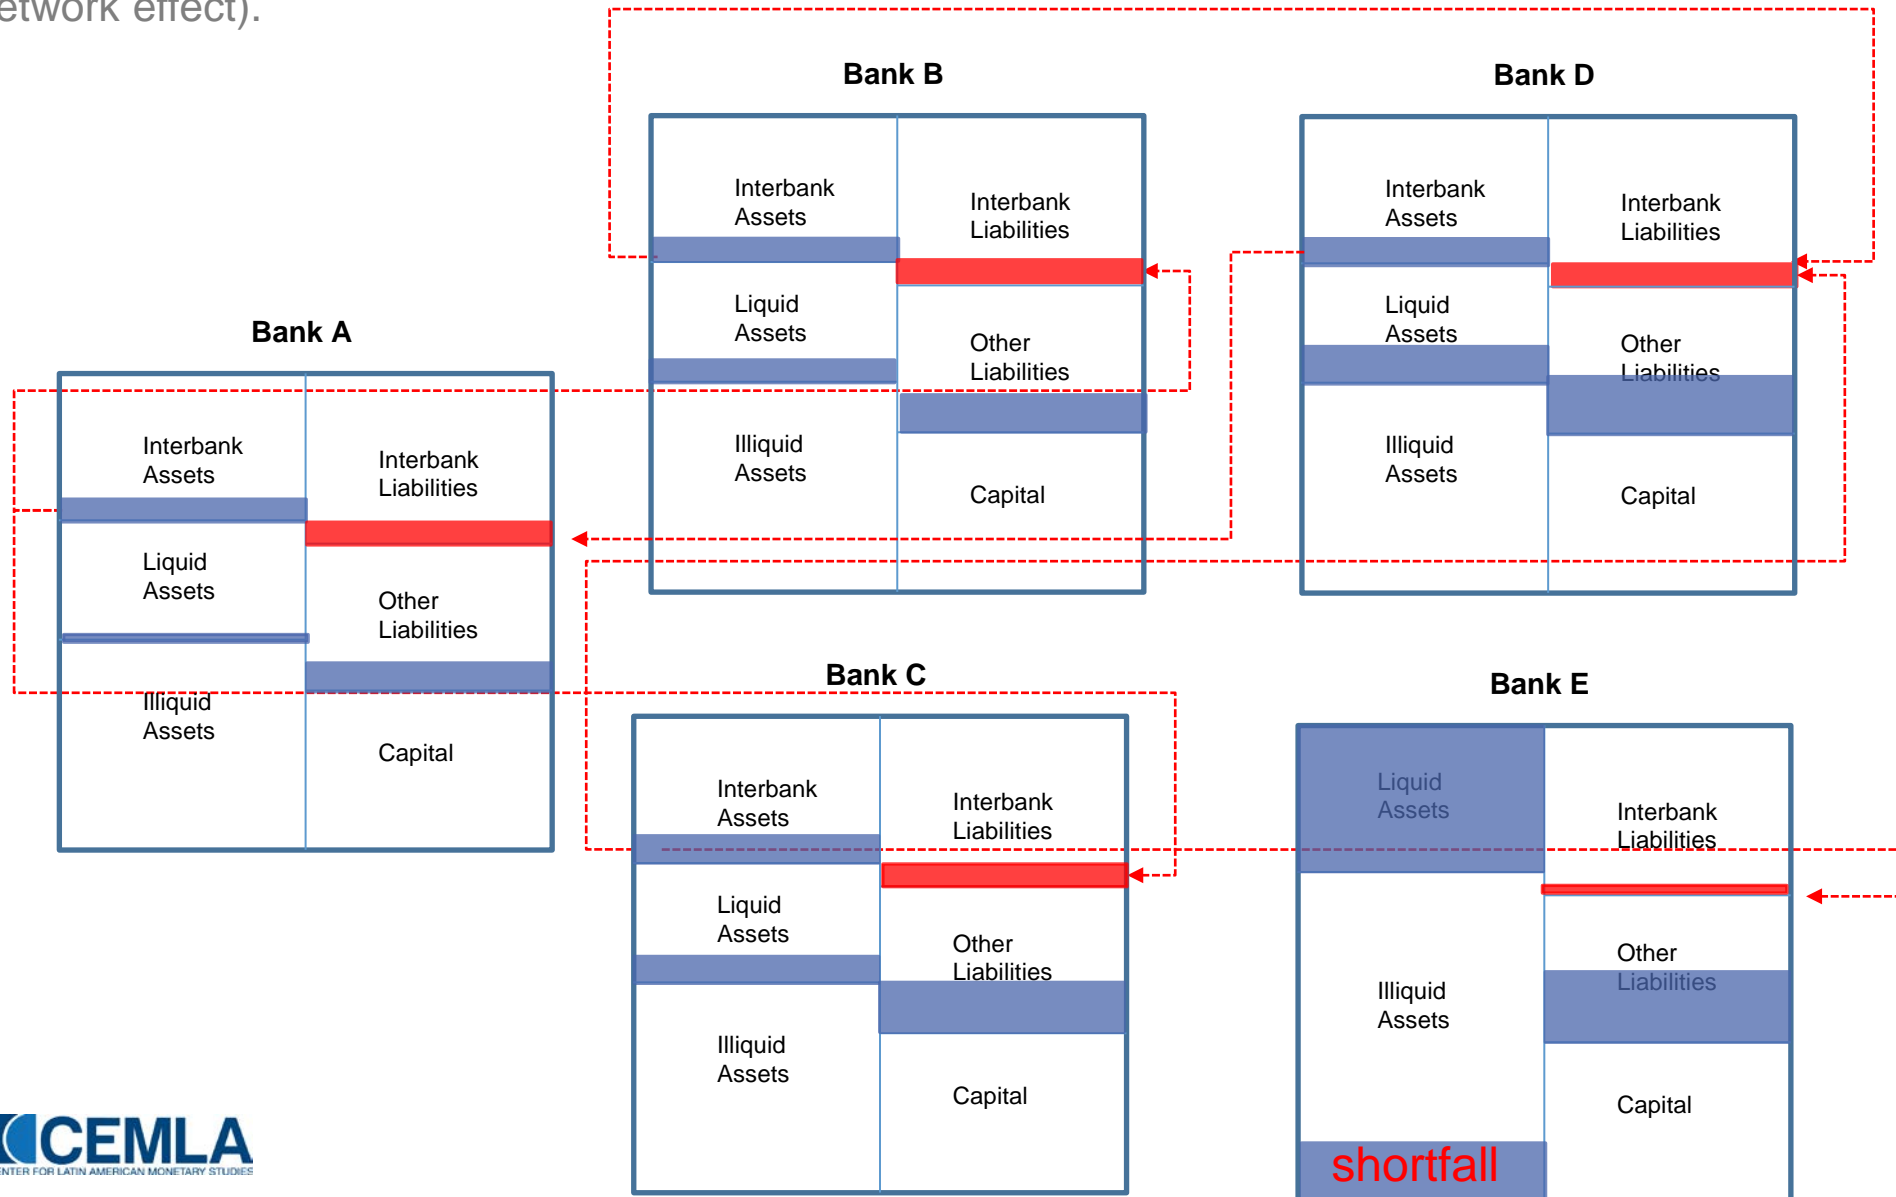 etwork effect).
Bank B
Interbank
Assets
Interbank
Liabilities
Liquid
Assets
Other
Liabilities
Illiquid
Assets
Capital
Bank D
Interbank
Assets
Interbank
Liabilities
Liquid
Assets
Other
Liabilities
Illiquid
Assets
Capital
Bank A
Interbank
Assets
Interbank
Liabilities
Liquid
Assets
Other
Liabilities
Illiquid
Assets
Capital
Bank C
Interbank
Assets
Interbank
Liabilities
Liquid
Assets
Other
Liabilities
Illiquid
Assets
Capital
Bank E
Liquid
Assets
Interbank
Liabilities
Other
Liabilities
Illiquid
Assets
Capital
shortfall
CEMLA
ENTER FOR LATIN AMERICAN MONETARY STUDIES